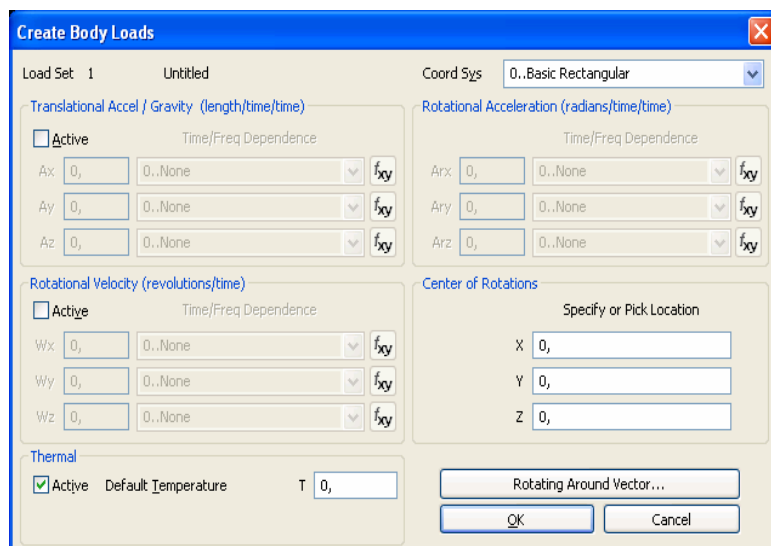 Create Body Loads
Load Set 1 Untitled
Coord Sys 0..Basic Rectangular
Translational Accel / Gravity (length/time/time)
Active Time/Freq Dependence
Ax 0, 0..None fxy
Ay 0, 0..None fxy
Az 0, 0..None fxy
Rotational Acceleration (radians/time/time)
Time/Freq Dependence
Arx 0, 0..None fxy
Ary 0, 0..None fxy
Arz 0, 0..None fxy
Rotational Velocity (revolutions/time)
Active Time/Freq Dependence
Wx 0, 0..None fxy
Wy 0, 0..None fxy
Wz 0, 0..None fxy
Center of Rotations
Specify or Pick Location
X 0,
Y 0,
Z 0,
Thermal
Active Default Temperature T 0,
Rotating Around Vector...
OK Cancel